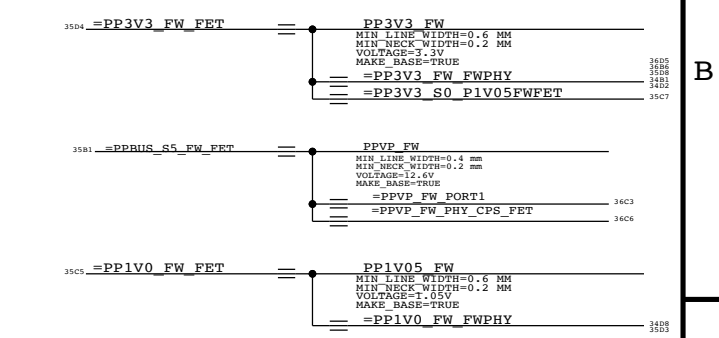 35D4 =PP3V3_FW_FET PP3V3_FW
MIN_LINE_WIDTH=0.6 MM
MIN_NECK_WIDTH=0.2 MM
VOLTAGE=3.3V
MAKE_BASE=TRUE
=PP3V3_FW_FWPHY 36D5
36B6
35D8
34B1
34D2
=PP3V3_S0_P1V05FWFET 35C7
B
35B1 =PPBUS_S5_FW_FET PPVP_FW
MIN_LINE_WIDTH=0.4 mm
MIN_NECK_WIDTH=0.2 mm
VOLTAGE=12.6V
MAKE_BASE=TRUE
=PPVP_FW_PORT1 36C3
=PPVP_FW_PHY_CPS_FET 36C6
35C5 =PP1V0_FW_FET PP1V05_FW
MIN_LINE_WIDTH=0.6 MM
MIN_NECK_WIDTH=0.2 MM
VOLTAGE=1.05V
MAKE_BASE=TRUE
=PP1V0_FW_FWPHY 34D8
35D3